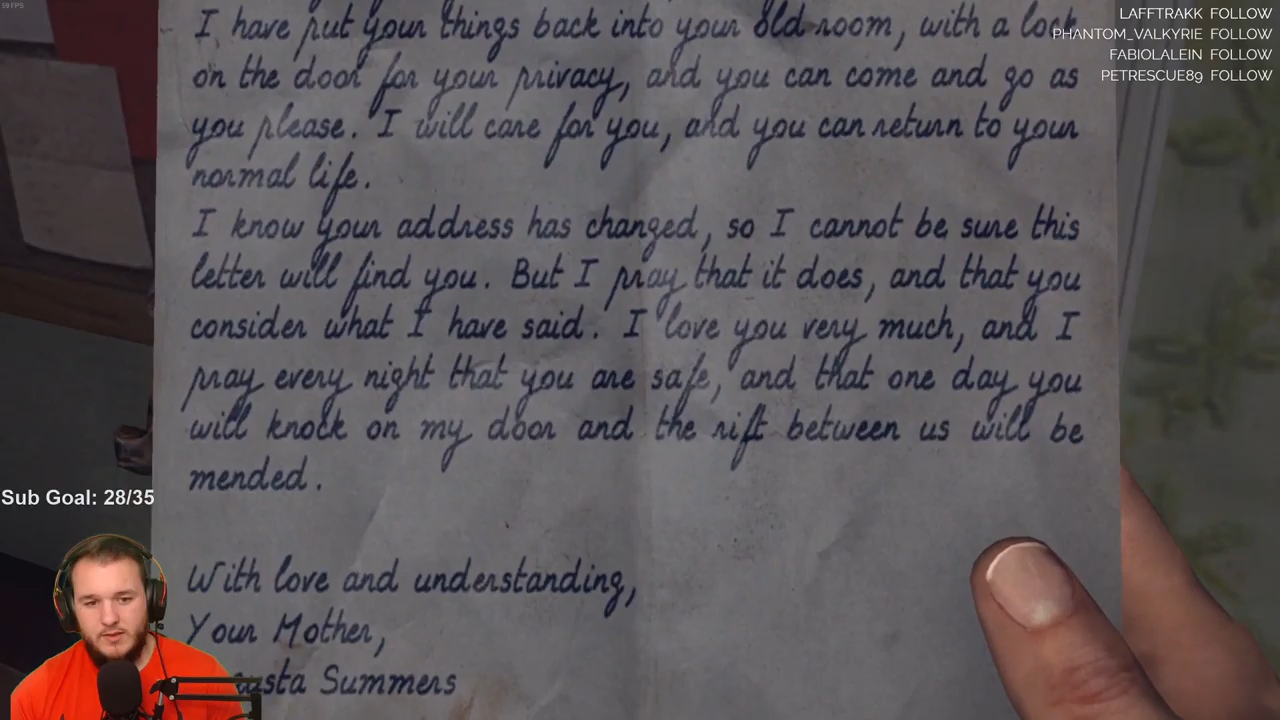 59 FPS
LAFFTRAKK FOLLOW
PHANTOM_VALKYRIE FOLLOW
FABIOLALEIN FOLLOW
PETRESCUE89 FOLLOW
I have put your things back into your old room, with a lock
on the door for your privacy, and you can come and go as
you please. I will care for you, and you can return to your
normal life.
I know your address has changed, so I cannot be sure this
letter will find you. But I pray that it does, and that you
consider what I have said. I love you very much, and I
pray every night that you are safe, and that one day you
will knock on my door and the rift between us will be
mended.
Sub Goal: 28/35
With love and understanding,
Your Mother,
Summers